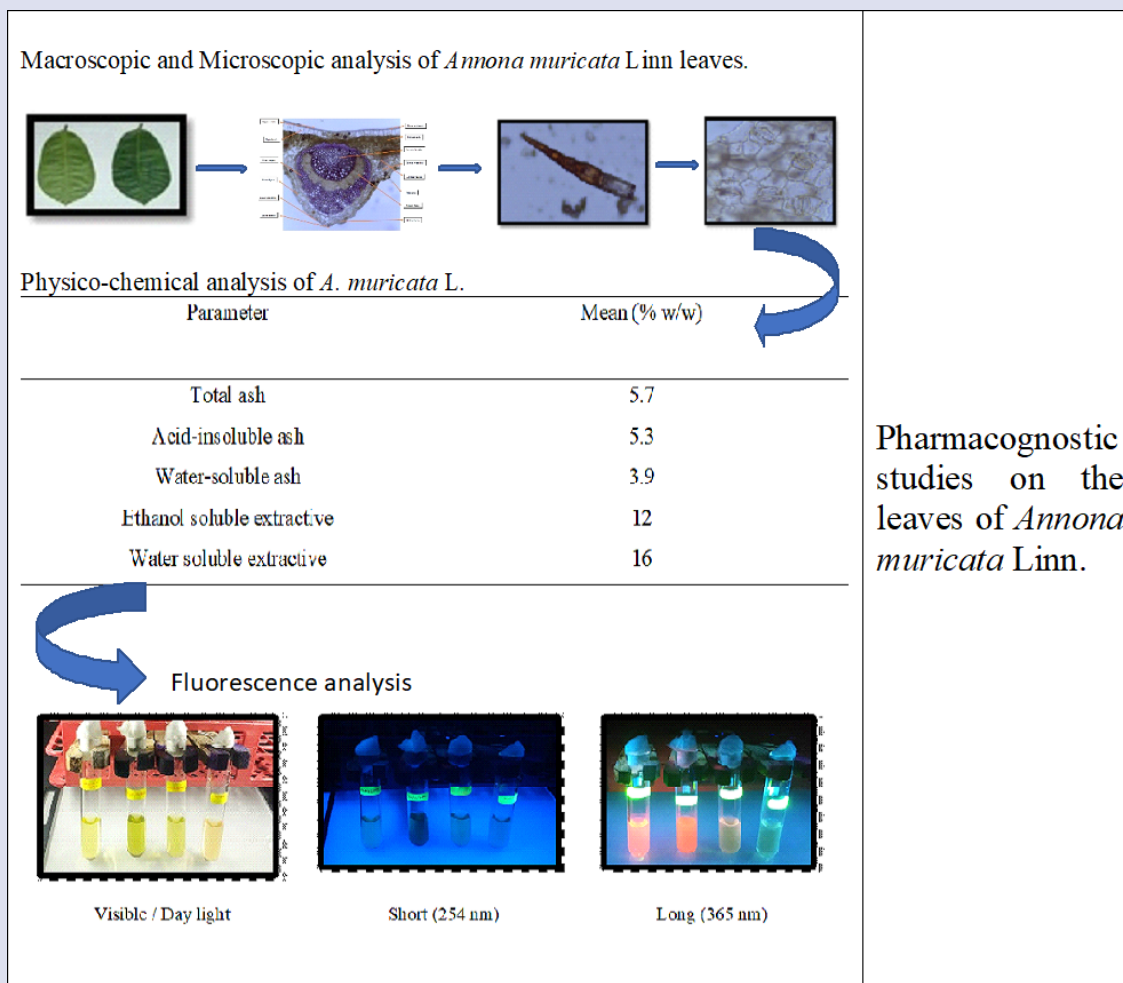 Macroscopic and Microscopic analysis of Annona muricata Linn leaves.
Physico-chemical analysis of A. muricata L.
Parameter Mean (% w/w)
Total ash 5.7
Acid-insoluble ash 5.3
Water-soluble ash 3.9
Ethanol soluble extractive 12
Water soluble extractive 16
Fluorescence analysis
Visible / Day light Short (254 nm) Long (365 nm)
Pharmacognostic
studies on the
leaves of Annona
muricata Linn.